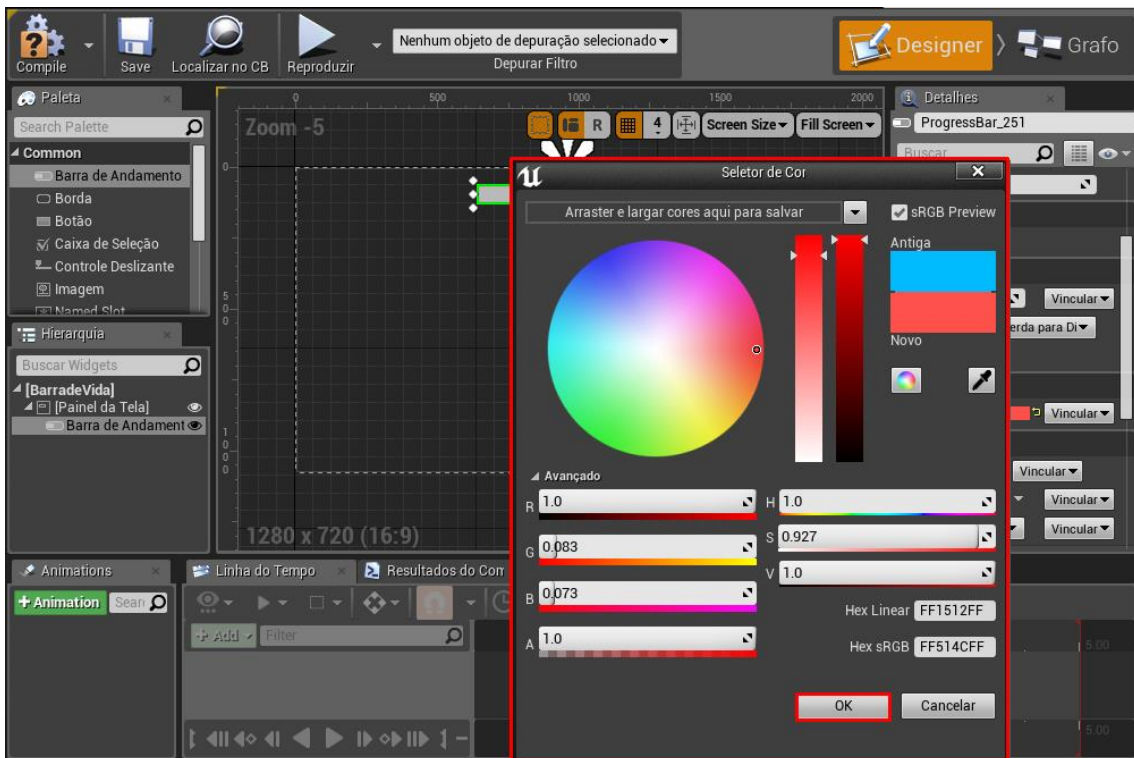 Compile
Save
Localizar no CB
Reproduzir
Nenhum objeto de depuração selecionado
Depurar Filtro
Designer
Grafo
Paleta
Search Palette
Common
Barra de Andamento
Borda
Botão
Caixa de Seleção
Controle Deslizante
Imagem
Named Slot
Hierarquia
Buscar Widgets
[BarradeVida]
[Painel da Tela]
Barra de Andament
Zoom -5
0
500
1000
1500
2000
R
4
Screen Size
Fill Screen
0
500
1000
1280 x 720 (16:9)
Detalhes
ProgressBar_251
Buscar
Vincular
erda para Di
Vincular
Vincular
Vincular
Vincular
Seletor de Cor
Arraster e largar cores aqui para salvar
sRGB Preview
Antiga
Novo
Avançado
R 1.0
H 1.0
G 0.083
S 0.927
B 0.073
V 1.0
A 1.0
Hex Linear FF1512FF
Hex sRGB FF514CFF
OK
Cancelar
Animations
+ Animation
Sear
Linha do Tempo
Resultados do Com
+ Add
Filter
5.00
5.00